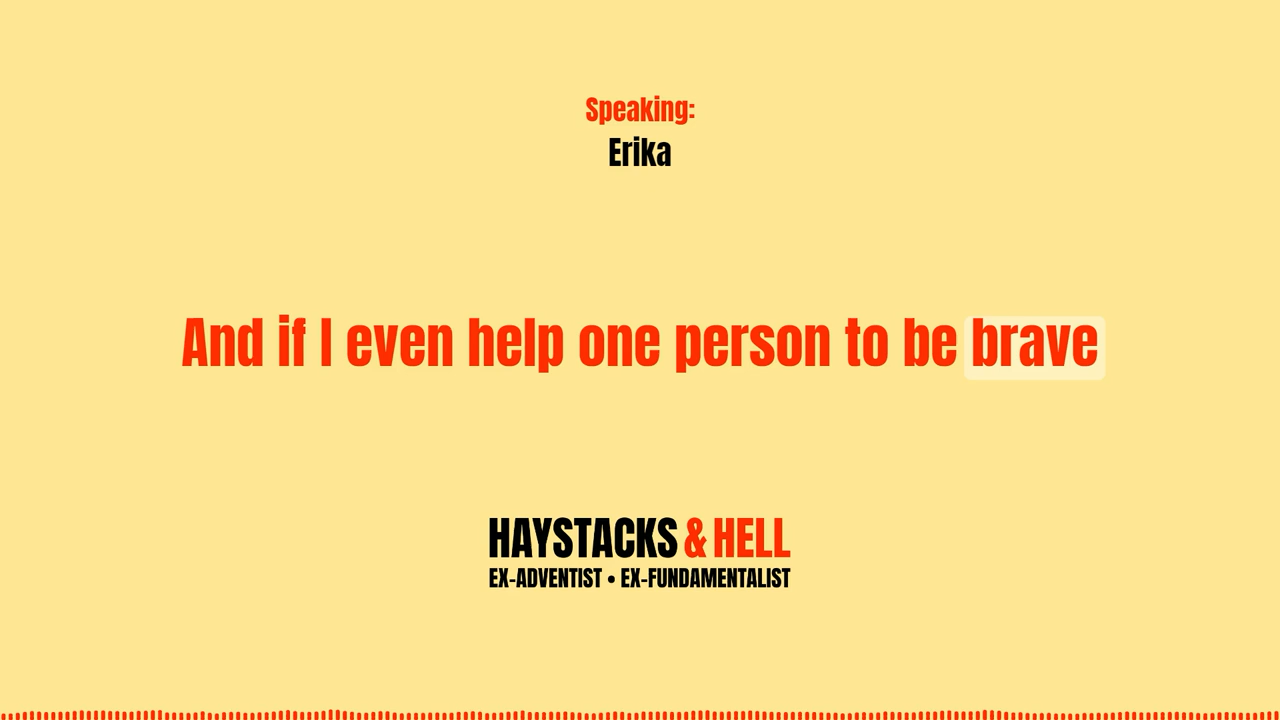 Speaking:
Erika
And if I even help one person to be brave
HAYSTACKS & HELL
EX-ADVENTIST • EX-FUNDAMENTALIST